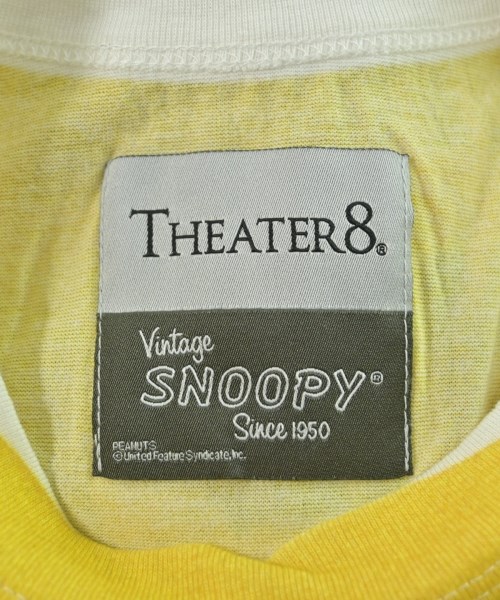 THEATER8®
Vintage
SNOOPY®
Since 1950
PEANUTS
©United Feature Syndicate, Inc.